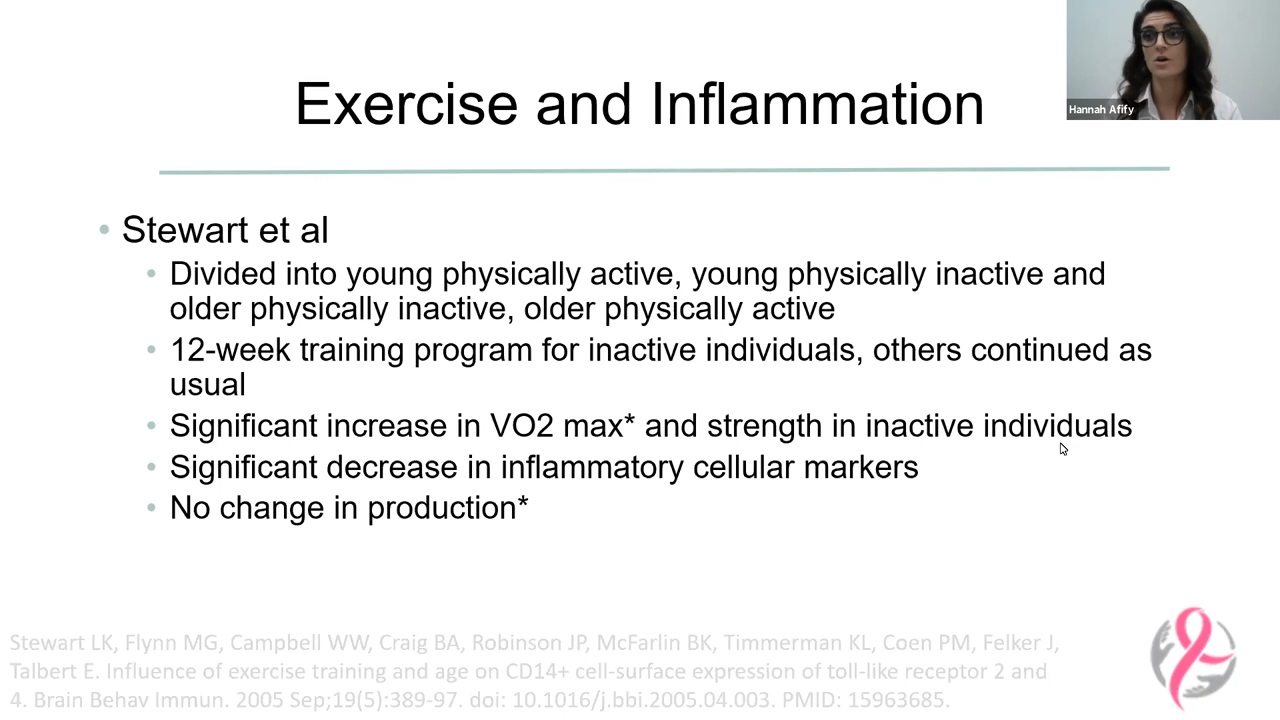 Exercise and Inflammation
Hannah Afify
• Stewart et al
• Divided into young physically active, young physically inactive and
older physically inactive, older physically active
• 12-week training program for inactive individuals, others continued as
usual
• Significant increase in VO2 max* and strength in inactive individuals
• Significant decrease in inflammatory cellular markers
• No change in production*
Stewart LK, Flynn MG, Campbell WW, Craig BA, Robinson JP, McFarlin BK, Timmerman KL, Coen PM, Felker J,
Talbert E. Influence of exercise training and age on CD14+ cell-surface expression of toll-like receptor 2 and
4. Brain Behav Immun. 2005 Sep;19(5):389-97. doi: 10.1016/j.bbi.2005.04.003. PMID: 15963685.